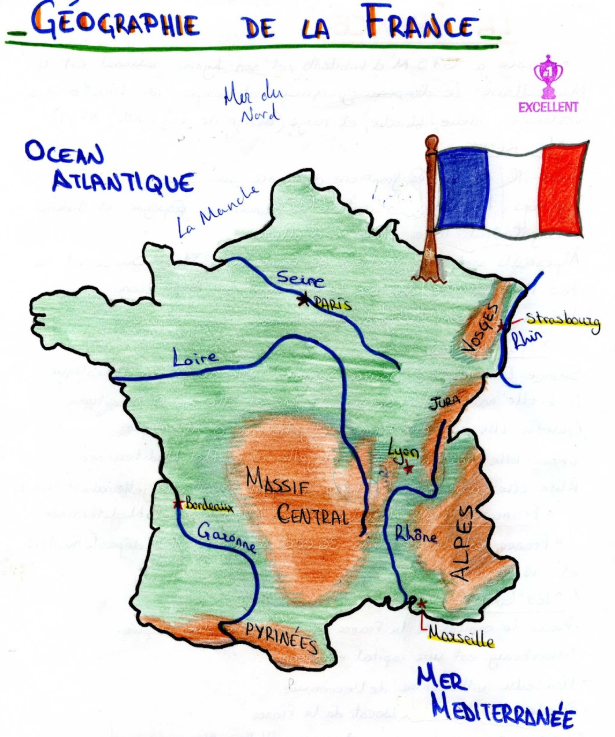 GÉOGRAPHIE DE LA FRANCE
1
EXCELLENT
Mer du
Nord
OCEAN
ATLANTIQUE
La Manche
Seine
PARIS
VOSGES
Strasbourg
Rhin
Loire
JURA
Lyon
MASSIF
CENTRAL
Bordeaux
Garonne
Rhône
ALPES
PYRINÉES
Marseille
MER
MEDITERRANÉE